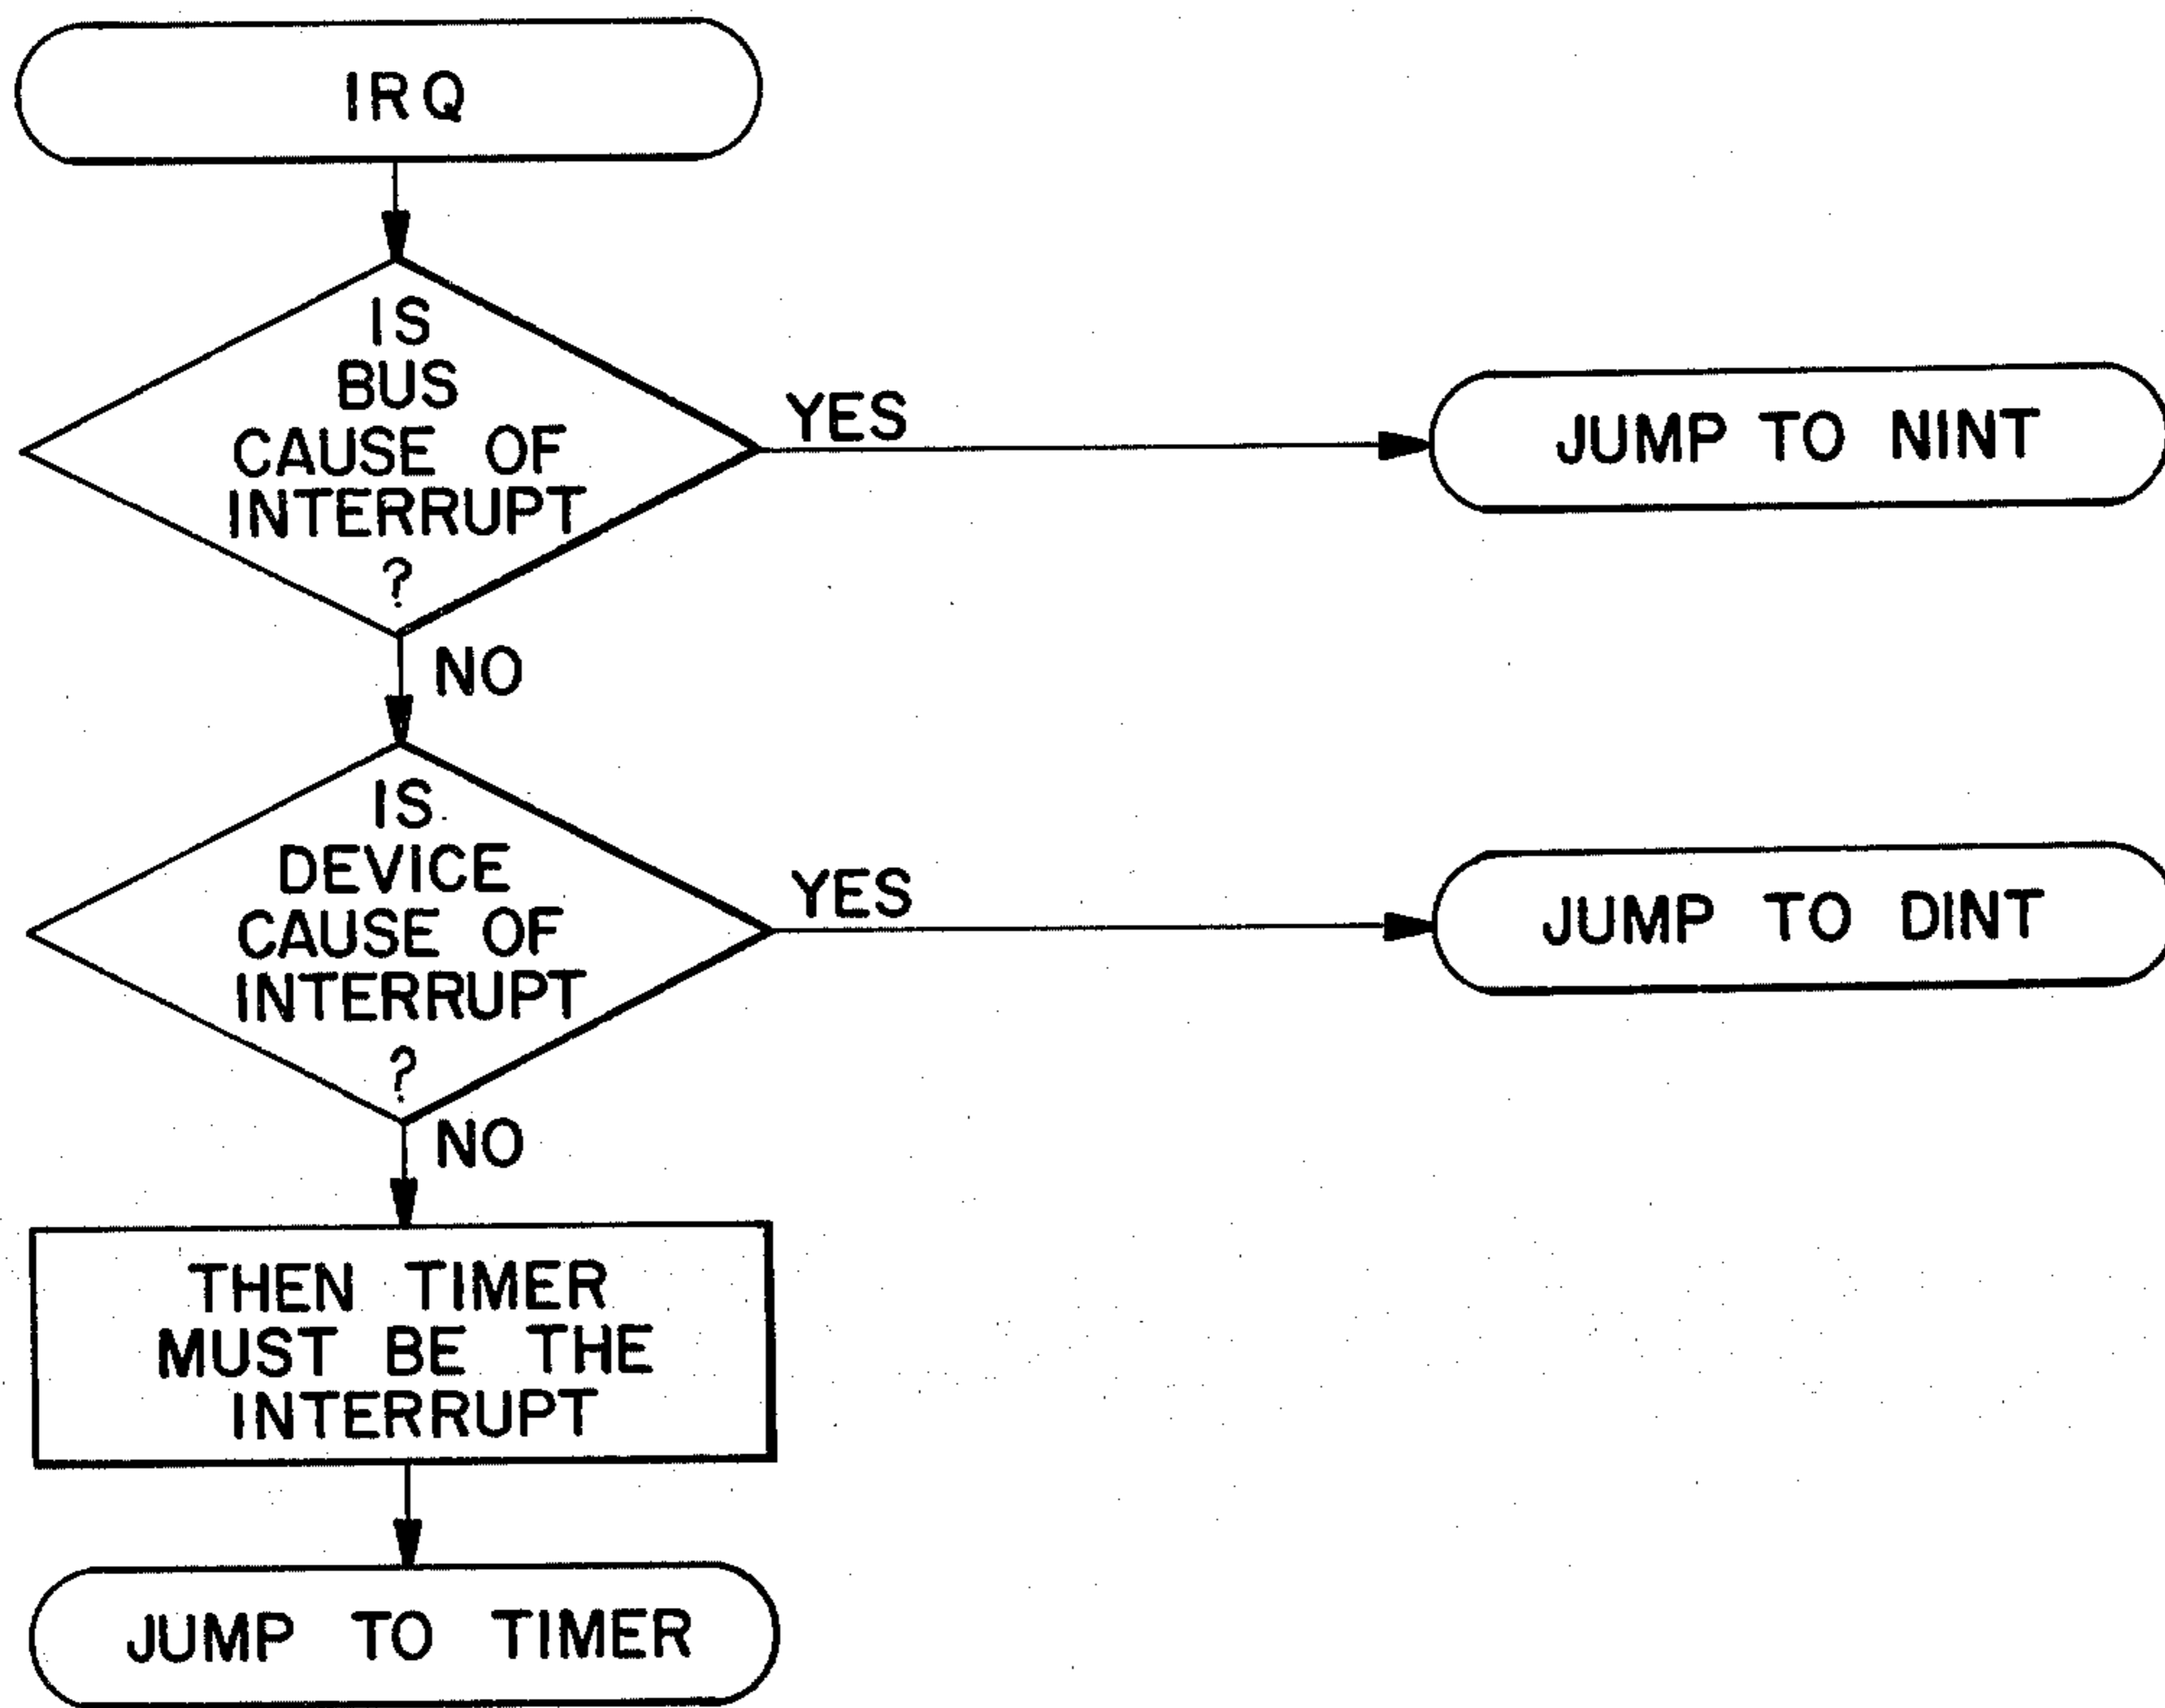 IRQ
IS
BUS
CAUSE OF
INTERRUPT
?
YES
JUMP TO NINT
NO
IS
DEVICE
CAUSE OF
INTERRUPT
?
YES
JUMP TO DINT
NO
THEN TIMER
MUST BE THE
INTERRUPT
JUMP TO TIMER